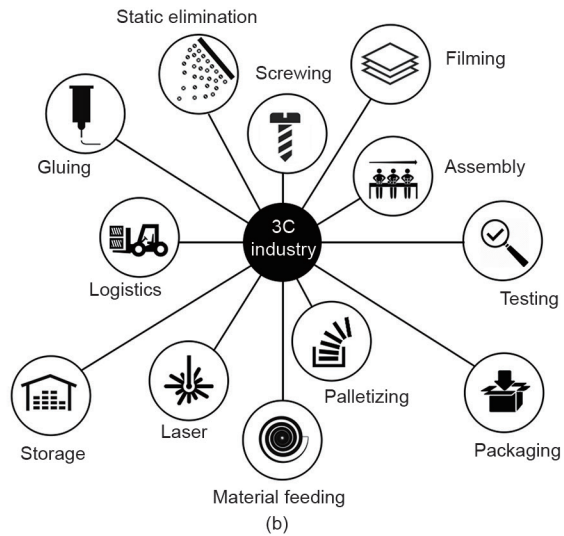 Static elimination
Filming
Screwing
Gluing
Assembly
3C
industry
Logistics
Testing
Palletizing
Laser
Storage
Packaging
Material feeding
(b)